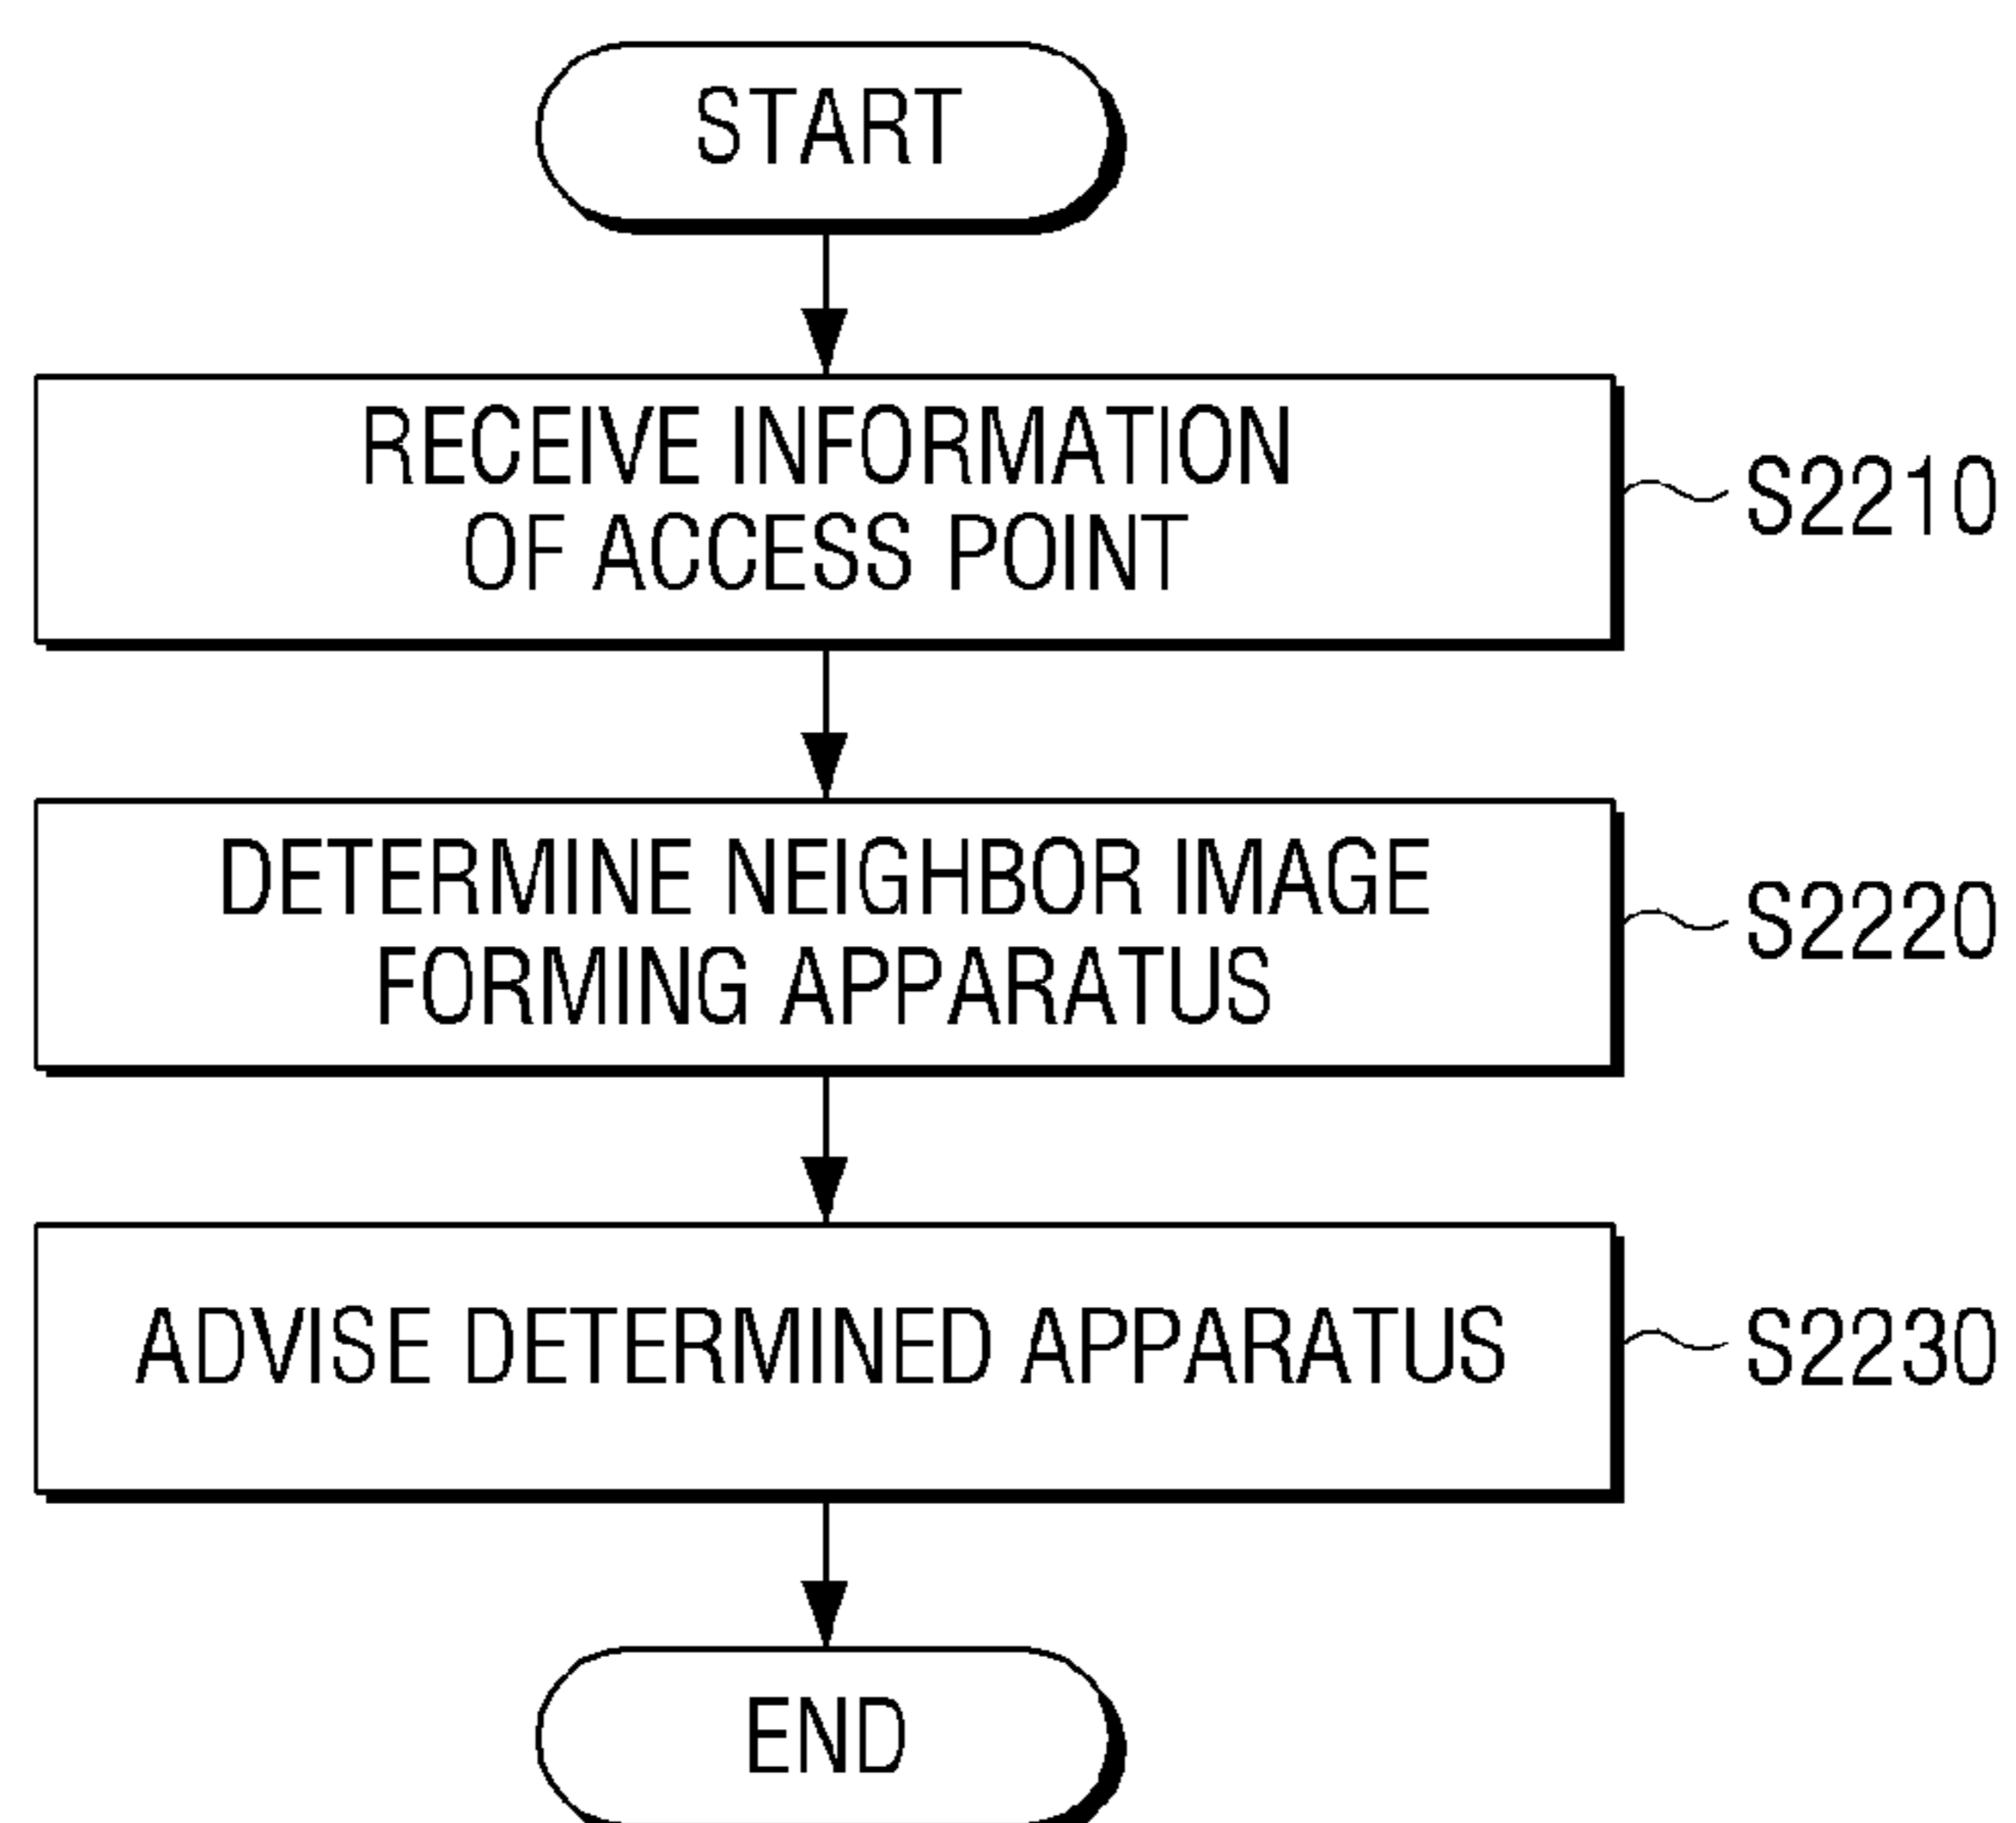 START
RECEIVE INFORMATION
OF ACCESS POINT
S2210
DETERMINE NEIGHBOR IMAGE
FORMING APPARATUS
S2220
ADVISE DETERMINED APPARATUS
S2230
END